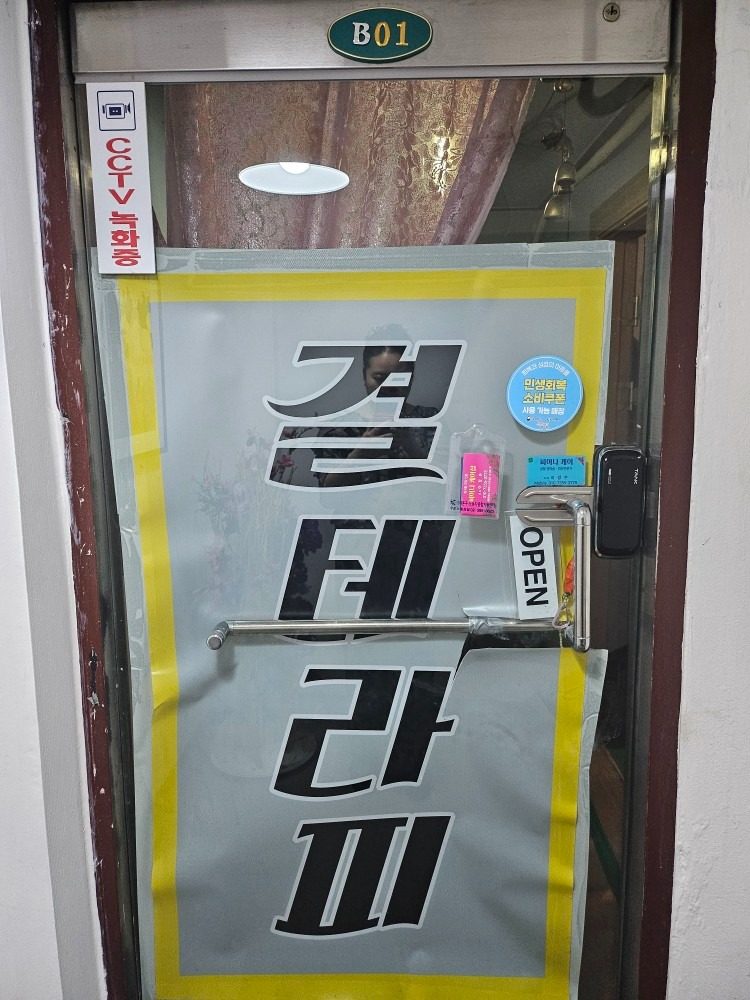 B01
CCTV 녹화중
결
테
라
피
민생회복
소비쿠폰
사용 가능 매장
OPEN